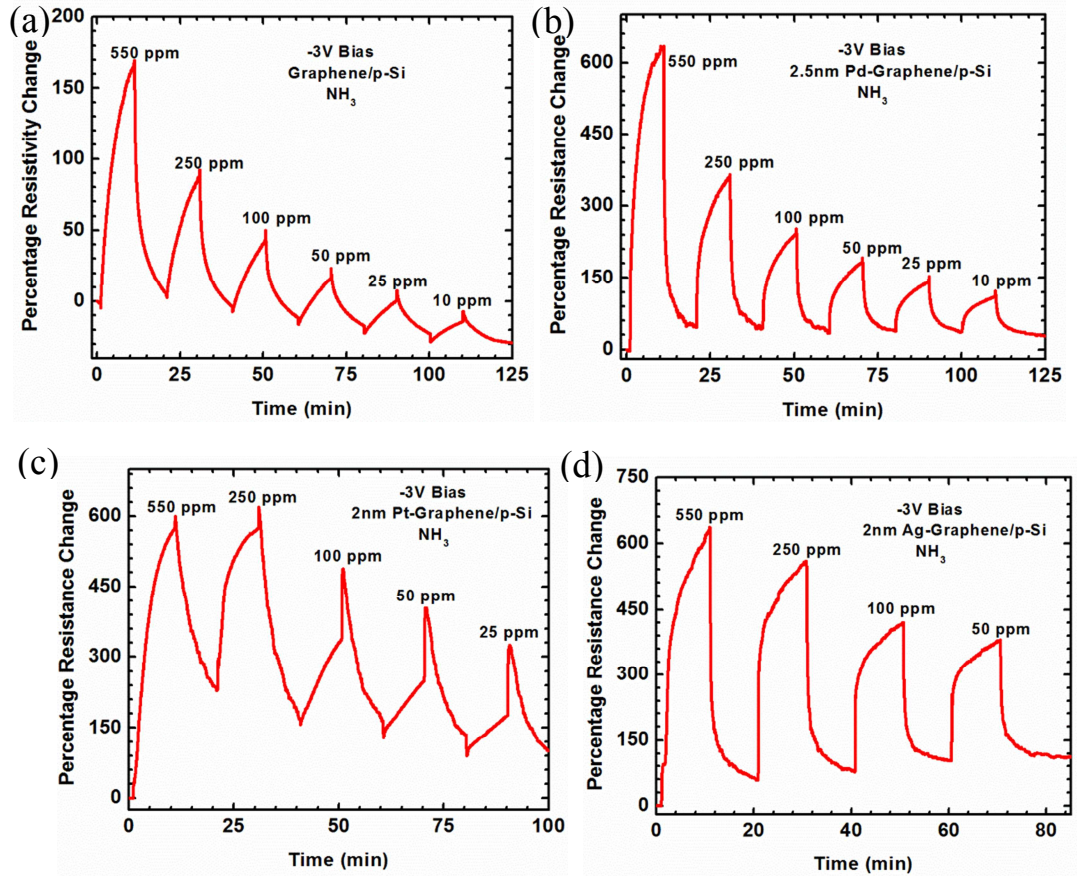 (a)
Percentage Resistivity Change
200
150
100
50
0
550 ppm
250 ppm
100 ppm
50 ppm
25 ppm
10 ppm
-3V Bias
Graphene/p-Si
NH3
0 25 50 75 100 125
Time (min)
(b)
Percentage Resistance Change
600
450
300
150
0
550 ppm
250 ppm
100 ppm
50 ppm
25 ppm
10 ppm
-3V Bias
2.5nm Pd-Graphene/p-Si
NH3
0 25 50 75 100 125
Time (min)
(c)
Percentage Resistance Change
600
450
300
150
0
550 ppm
250 ppm
100 ppm
50 ppm
25 ppm
-3V Bias
2nm Pt-Graphene/p-Si
NH3
0 25 50 75 100
Time (min)
(d)
Percentage Resistance Change
750
600
450
300
150
0
550 ppm
250 ppm
100 ppm
50 ppm
-3V Bias
2nm Ag-Graphene/p-Si
NH3
0 20 40 60 80
Time (min)